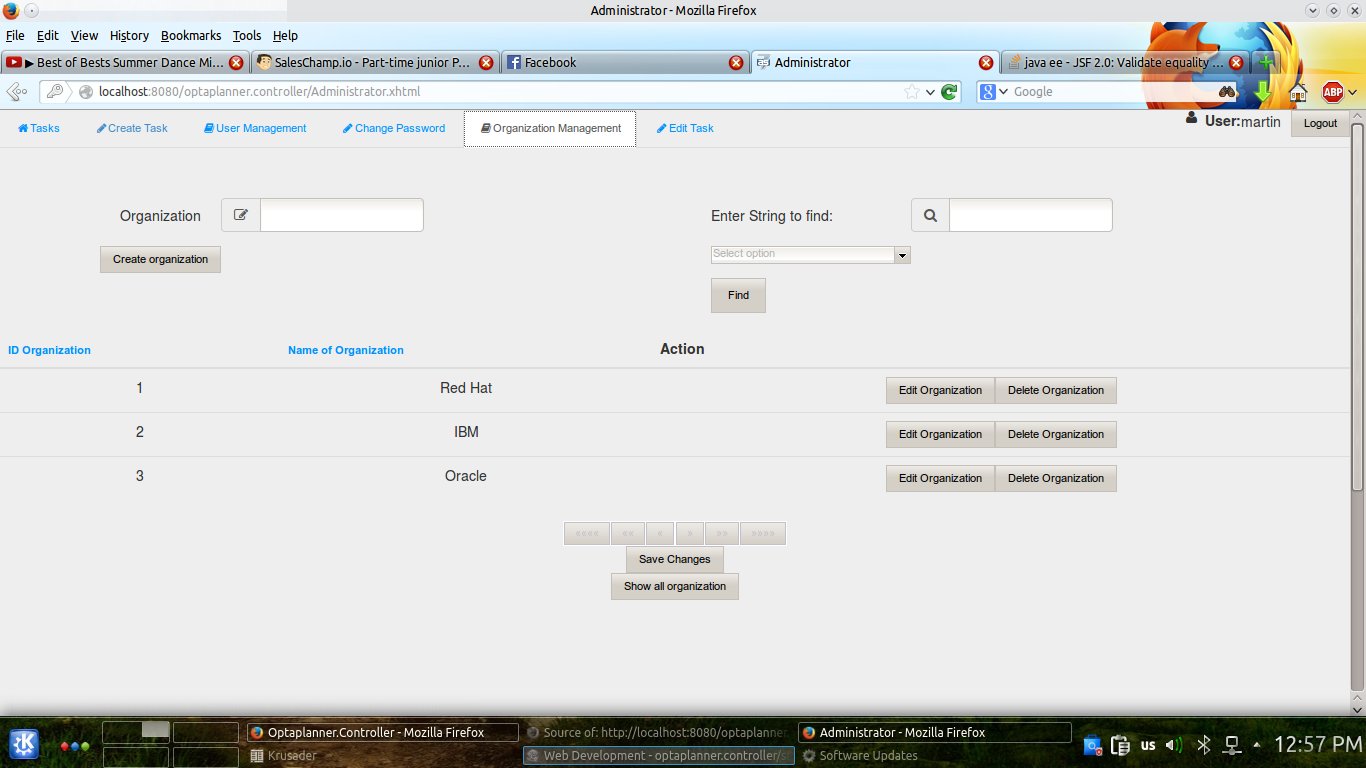 Administrator - Mozilla Firefox
File Edit View History Bookmarks Tools Help
▶ Best of Bests Summer Dance Mi... SalesChamp.io - Part-time junior P... Facebook Administrator java ee - JSF 2.0: Validate equality ...
localhost:8080/optaplanner.controller/Administrator.xhtml Google ABP
Tasks Create Task User Management Change Password Organization Management Edit Task User:martin Logout
Organization Enter String to find:
Create organization Select option
Find
ID Organization Name of Organization Action
1 Red Hat Edit Organization Delete Organization
2 IBM Edit Organization Delete Organization
3 Oracle Edit Organization Delete Organization
«««« «« « » »» »»»»
Save Changes
Show all organization
Optaplanner.Controller - Mozilla Firefox Source of: http://localhost:8080/optaplanner. Administrator - Mozilla Firefox
Krusader Web Development - optaplanner.controller/ Software Updates
us 12:57 PM